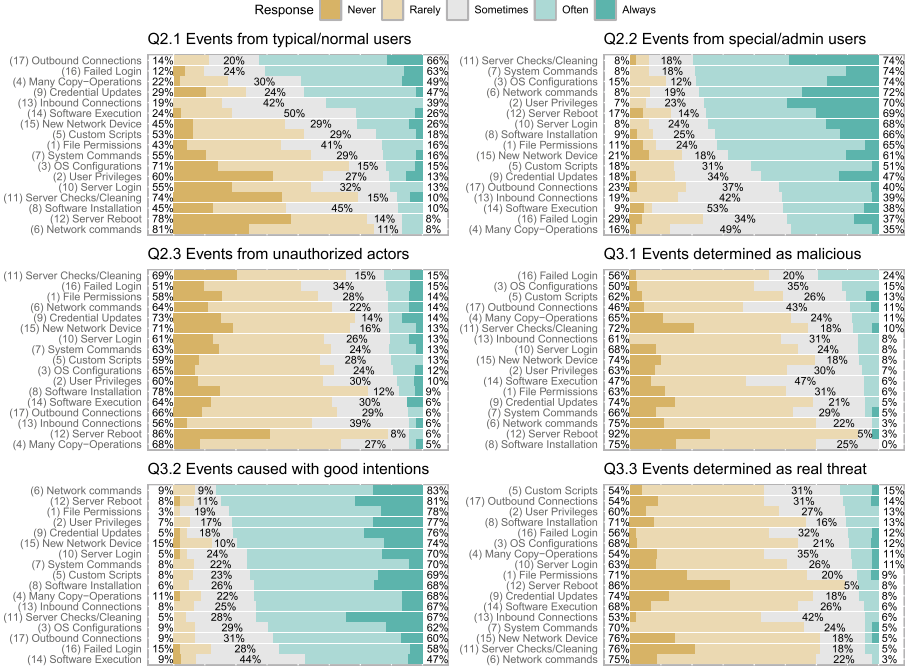 Response Never Rarely Sometimes Often Always
Q2.1 Events from typical/normal users
(17) Outbound Connections 14% 20% 66%
(16) Failed Login 12% 24% 63%
(4) Many Copy−Operations 22% 30% 49%
(9) Credential Updates 29% 24% 47%
(13) Inbound Connections 19% 42% 39%
(14) Software Execution 24% 50% 26%
(15) New Network Device 45% 29% 26%
(5) Custom Scripts 53% 29% 18%
(1) File Permissions 43% 41% 16%
(7) System Commands 55% 29% 16%
(3) OS Configurations 71% 15% 15%
(2) User Privileges 60% 27% 13%
(10) Server Login 55% 32% 13%
(11) Server Checks/Cleaning 74% 15% 10%
(8) Software Installation 45% 45% 10%
(12) Server Reboot 78% 14% 8%
(6) Network commands 81% 11% 8%
Q2.2 Events from special/admin users
(11) Server Checks/Cleaning 8% 18% 74%
(7) System Commands 8% 18% 74%
(3) OS Configurations 15% 12% 74%
(6) Network commands 8% 19% 72%
(2) User Privileges 7% 23% 70%
(12) Server Reboot 17% 14% 69%
(10) Server Login 8% 24% 68%
(8) Software Installation 9% 25% 66%
(1) File Permissions 11% 24% 65%
(15) New Network Device 21% 18% 61%
(5) Custom Scripts 18% 31% 51%
(9) Credential Updates 18% 34% 47%
(17) Outbound Connections 23% 37% 40%
(13) Inbound Connections 19% 42% 39%
(14) Software Execution 9% 53% 38%
(16) Failed Login 29% 34% 37%
(4) Many Copy−Operations 16% 49% 35%
Q2.3 Events from unauthorized actors
(11) Server Checks/Cleaning 69% 15% 15%
(16) Failed Login 51% 34% 15%
(1) File Permissions 58% 28% 14%
(6) Network commands 64% 22% 14%
(9) Credential Updates 73% 14% 14%
(15) New Network Device 71% 16% 13%
(10) Server Login 61% 26% 13%
(7) System Commands 63% 24% 13%
(5) Custom Scripts 59% 28% 13%
(3) OS Configurations 65% 24% 12%
(2) User Privileges 60% 30% 10%
(8) Software Installation 78% 12% 9%
(14) Software Execution 64% 30% 6%
(17) Outbound Connections 66% 29% 6%
(13) Inbound Connections 56% 39% 6%
(12) Server Reboot 86% 8% 6%
(4) Many Copy−Operations 68% 27% 5%
Q3.1 Events determined as malicious
(16) Failed Login 56% 20% 24%
(3) OS Configurations 50% 35% 15%
(5) Custom Scripts 62% 26% 13%
(17) Outbound Connections 46% 43% 11%
(4) Many Copy−Operations 65% 24% 11%
(11) Server Checks/Cleaning 72% 18% 10%
(13) Inbound Connections 61% 31% 8%
(10) Server Login 68% 24% 8%
(15) New Network Device 74% 18% 8%
(2) User Privileges 63% 30% 7%
(14) Software Execution 47% 47% 6%
(1) File Permissions 63% 31% 6%
(9) Credential Updates 74% 21% 5%
(7) System Commands 66% 29% 5%
(6) Network commands 75% 22% 3%
(12) Server Reboot 92% 5% 3%
(8) Software Installation 75% 25% 0%
Q3.2 Events caused with good intentions
(6) Network commands 9% 9% 83%
(12) Server Reboot 8% 11% 81%
(1) File Permissions 3% 19% 78%
(2) User Privileges 7% 17% 77%
(9) Credential Updates 5% 18% 76%
(15) New Network Device 15% 10% 74%
(10) Server Login 5% 24% 70%
(7) System Commands 8% 22% 70%
(5) Custom Scripts 8% 23% 69%
(8) Software Installation 6% 26% 68%
(4) Many Copy−Operations 11% 22% 68%
(13) Inbound Connections 8% 25% 67%
(11) Server Checks/Cleaning 5% 28% 67%
(3) OS Configurations 9% 29% 62%
(17) Outbound Connections 9% 31% 60%
(16) Failed Login 15% 28% 58%
(14) Software Execution 9% 44% 47%
Q3.3 Events determined as real threat
(5) Custom Scripts 54% 31% 15%
(17) Outbound Connections 54% 31% 14%
(2) User Privileges 60% 27% 13%
(8) Software Installation 71% 16% 13%
(16) Failed Login 56% 32% 12%
(3) OS Configurations 68% 21% 12%
(4) Many Copy−Operations 54% 35% 11%
(10) Server Login 63% 26% 11%
(1) File Permissions 71% 20% 9%
(12) Server Reboot 86% 5% 8%
(9) Credential Updates 74% 18% 8%
(14) Software Execution 68% 26% 6%
(13) Inbound Connections 53% 42% 6%
(7) System Commands 70% 24% 5%
(15) New Network Device 76% 18% 5%
(11) Server Checks/Cleaning 76% 18% 5%
(6) Network commands 75% 22% 3%